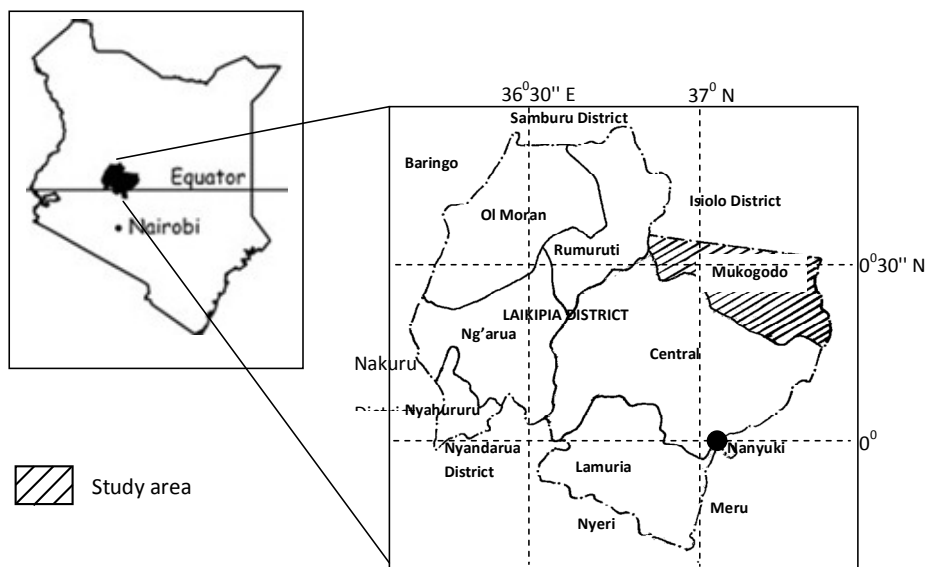 36⁰30'' E
37⁰ N
Samburu District
Baringo
Isiolo District
Equator
Ol Moran
Nairobi
Rumuruti
0⁰30'' N
Mukogodo
LAIKIPIA DISTRICT
Ng'arua
Central
Nakuru
Nyahururu
Nyandarua
District
Nanyuki
0⁰
Lamuria
Study area
Meru
Nyeri